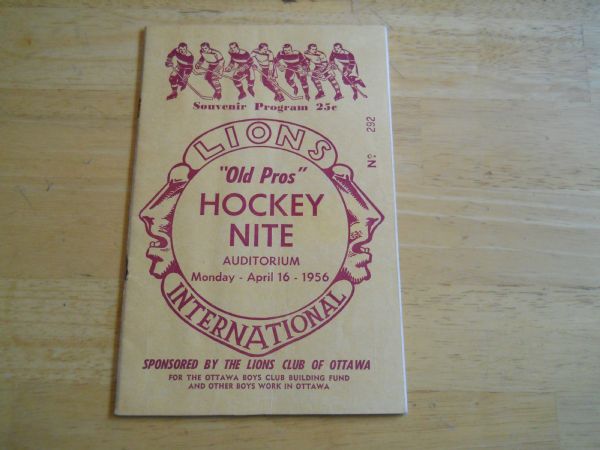 Souvenir Program 25c
Nº 292
LIONS
"Old Pros"
HOCKEY
NITE
AUDITORIUM
Monday - April 16 - 1956
INTERNATIONAL
SPONSORED BY THE LIONS CLUB OF OTTAWA
FOR THE OTTAWA BOYS CLUB BUILDING FUND
AND OTHER BOYS WORK IN OTTAWA